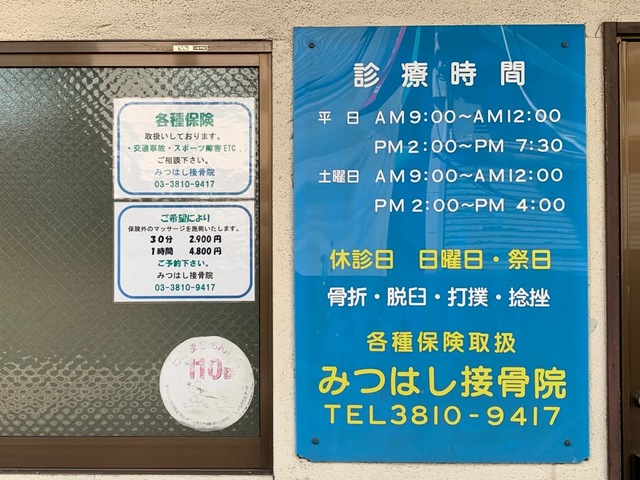 各種保険
取扱いしております。
・交通事故・スポーツ障害ETC.
ご相談下さい。
みつはし接骨院
03-3810-9417
ご希望により
保険外のマッサージを施術いたします。
30分 2.900円
1時間 4.800円
ご予約下さい。
みつはし接骨院
03-3810-9417
110
診療時間
平日 AM9:00〜AM12:00
PM2:00〜PM 7:30
土曜日 AM9:00〜AM12:00
PM2:00〜PM 4:00
休診日 日曜日・祭日
骨折・脱臼・打撲・捻挫
各種保険取扱
みつはし接骨院
TEL3810-9417